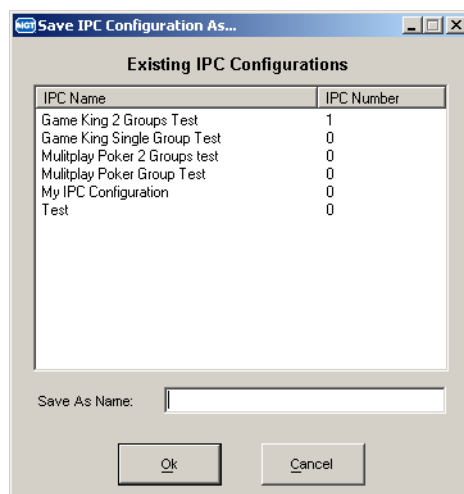 IGT Save IPC Configuration As...
Existing IPC Configurations
IPC Name IPC Number
Game King 2 Groups Test 1
Game King Single Group Test 0
Mulitplay Poker 2 Groups test 0
Mulitplay Poker Group Test 0
My IPC Configuration 0
Test 0
Save As Name:
Ok Cancel